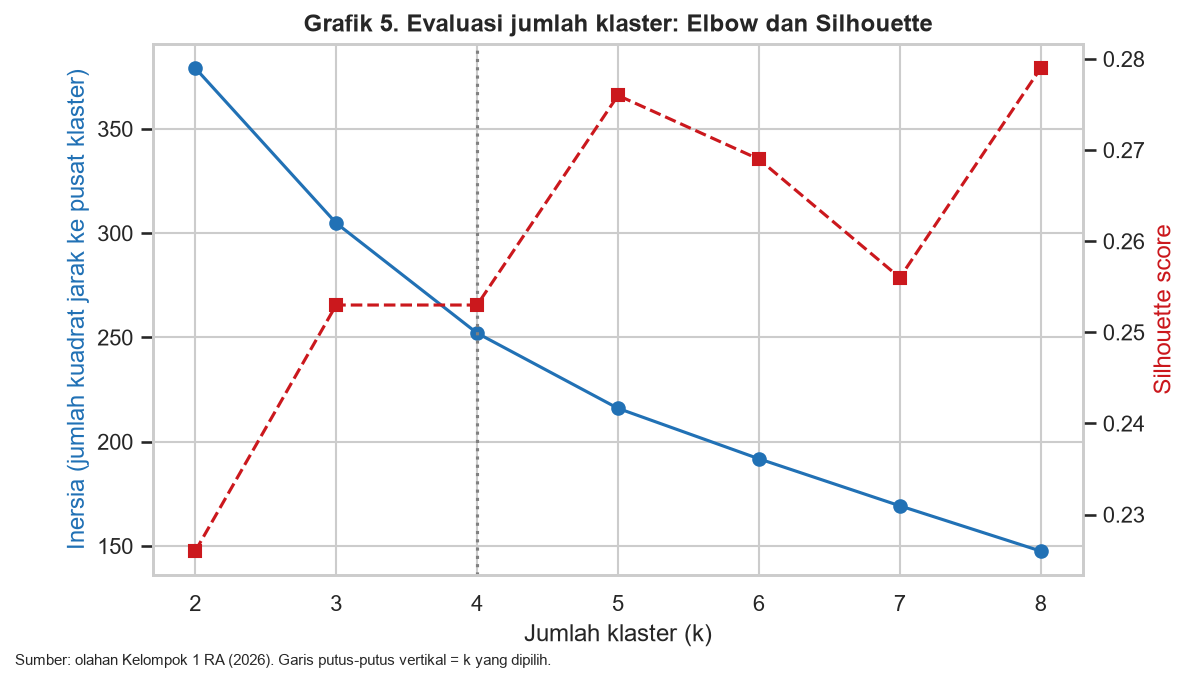 Grafik 5. Evaluasi jumlah klaster: Elbow dan Silhouette
Inersia (jumlah kuadrat jarak ke pusat klaster)
350
300
250
200
150
0.28
0.27
0.26
0.25
0.24
0.23
Silhouette score
2 3 4 5 6 7 8
Jumlah klaster (k)
Sumber: olahan Kelompok 1 RA (2026). Garis putus-putus vertikal = k yang dipilih.